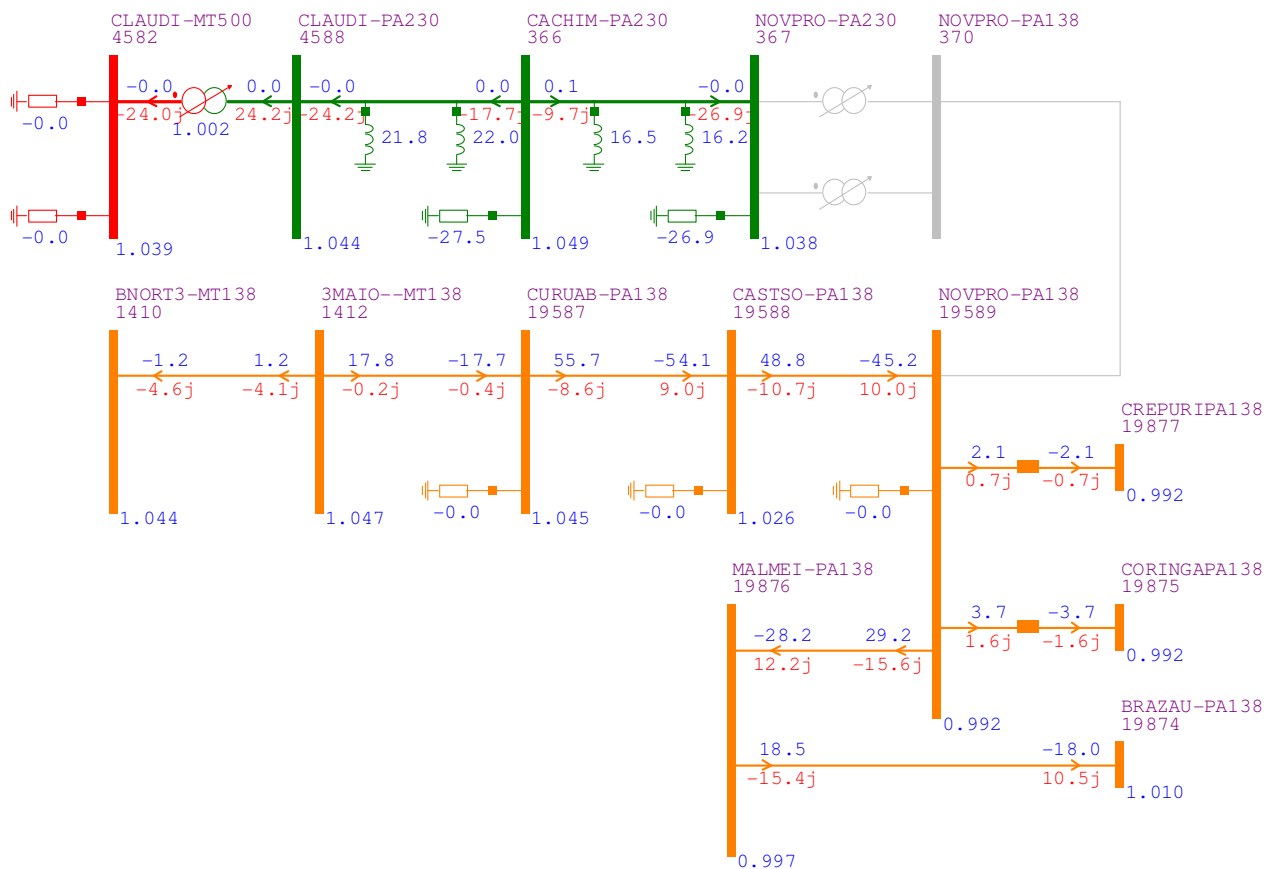 CLAUDI-MT500 CLAUDI-PA230 CACHIM-PA230 NOVPRO-PA230 NOVPRO-PA138
4582 4588 366 367 370
-0.0 0.0 -0.0 0.0 0.1 -0.0
-24.0j 24.2j -24.2j -17.7j -9.7j -26.9j
-0.0 1.002 21.8 22.0 16.5 16.2
-0.0 -27.5 -26.9
1.039 1.044 1.049 1.038
BNORT3-MT138 3MAIO--MT138 CURUAB-PA138 CASTSO-PA138 NOVPRO-PA138
1410 1412 19587 19588 19589
-1.2 1.2 17.8 -17.7 55.7 -54.1 48.8 -45.2
-4.6j -4.1j -0.2j -0.4j -8.6j 9.0j -10.7j 10.0j
CREPURIPA138
19877
2.1 -2.1
0.7j -0.7j
0.992
-0.0 -0.0 -0.0
1.044 1.047 1.045 1.026
MALMEI-PA138 CORINGAPA138
19876 19875
3.7 -3.7
-28.2 29.2 1.6j -1.6j
12.2j -15.6j 0.992
BRAZAU-PA138
0.992 19874
18.5 -18.0
-15.4j 10.5j
1.010
0.997